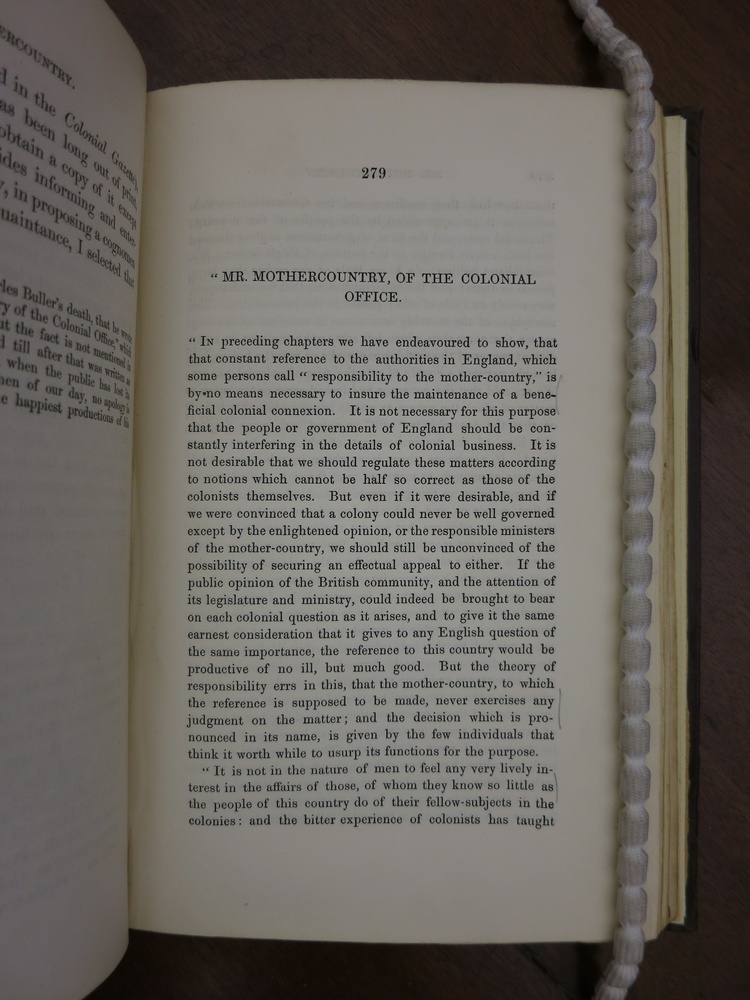 ERCOUNTRY.
d in the Colonial Gazette,
as been long out of print,
obtain a copy of it except
ides informing and enter-
y, in proposing a cognomen
uaintance, I selected that
les Buller's death, that he wrote
ry of the Colonial Office," which
ut the fact is not mentioned in
d till after that was written as
when the public has lost in
en of our day, no apology is
e happiest productions of his
279
" MR. MOTHERCOUNTRY, OF THE COLONIAL
OFFICE.
" IN preceding chapters we have endeavoured to show, that
that constant reference to the authorities in England, which
some persons call " responsibility to the mother-country," is
by no means necessary to insure the maintenance of a bene-
ficial colonial connexion. It is not necessary for this purpose
that the people or government of England should be con-
stantly interfering in the details of colonial business. It is
not desirable that we should regulate these matters according
to notions which cannot be half so correct as those of the
colonists themselves. But even if it were desirable, and if
we were convinced that a colony could never be well governed
except by the enlightened opinion, or the responsible ministers
of the mother-country, we should still be unconvinced of the
possibility of securing an effectual appeal to either. If the
public opinion of the British community, and the attention of
its legislature and ministry, could indeed be brought to bear
on each colonial question as it arises, and to give it the same
earnest consideration that it gives to any English question of
the same importance, the reference to this country would be
productive of no ill, but much good. But the theory of
responsibility errs in this, that the mother-country, to which
the reference is supposed to be made, never exercises any
judgment on the matter; and the decision which is pro-
nounced in its name, is given by the few individuals that
think it worth while to usurp its functions for the purpose.
" It is not in the nature of men to feel any very lively in-
terest in the affairs of those, of whom they know so little as
the people of this country do of their fellow-subjects in the
colonies: and the bitter experience of colonists has taught